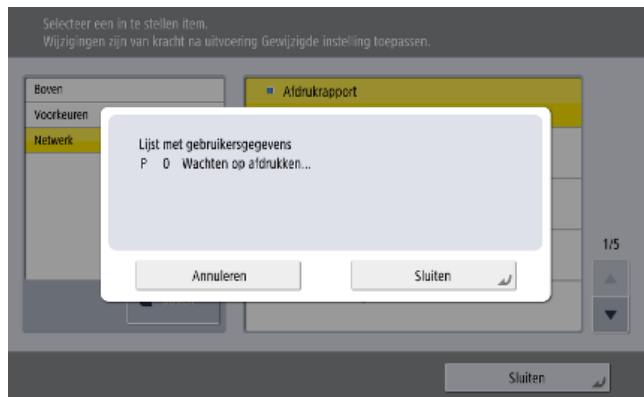 Selecteer een in te stellen item.
Wijzigingen zijn van kracht na uitvoering Gewijzigde instelling toepassen.
Boven
Voorkeuren
Netwerk
Afdrukrapport
Lijst met gebruikersgegevens
P 0 Wachten op afdrukken...
Annuleren
Sluiten
1/5
Sluiten